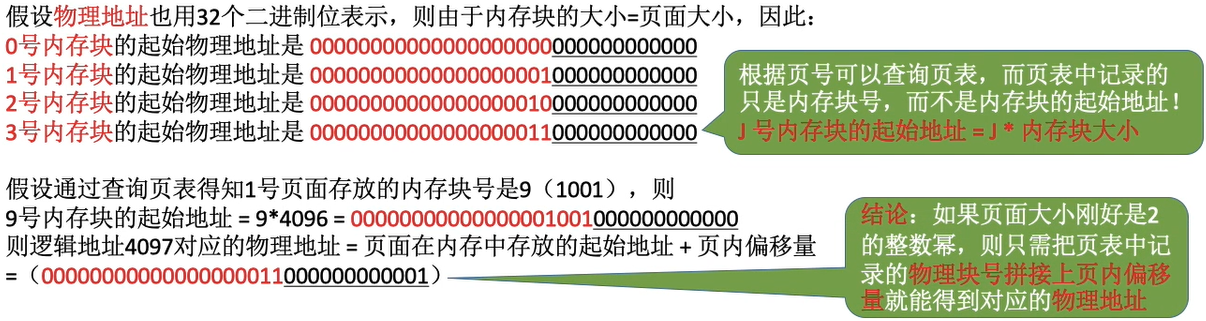 假设物理地址也用32个二进制位表示，则由于内存块的大小=页面大小，因此：
0号内存块的起始物理地址是 00000000000000000000000000000000
1号内存块的起始物理地址是 00000000000000000001000000000000
2号内存块的起始物理地址是 00000000000000000010000000000000
3号内存块的起始物理地址是 00000000000000000011000000000000
根据页号可以查询页表，而页表中记录的
只是内存块号，而不是内存块的起始地址！
J 号内存块的起始地址 = J * 内存块大小
假设通过查询页表得知1号页面存放的内存块号是9（1001），则
9号内存块的起始地址 = 9*4096 = 00000000000000001001000000000000
则逻辑地址4097对应的物理地址 = 页面在内存中存放的起始地址 + 页内偏移量
=（00000000000000000011000000000001）
结论：如果页面大小刚好是2
的整数幂，则只需把页表中记
录的物理块号拼接上页内偏移
量就能得到对应的物理地址